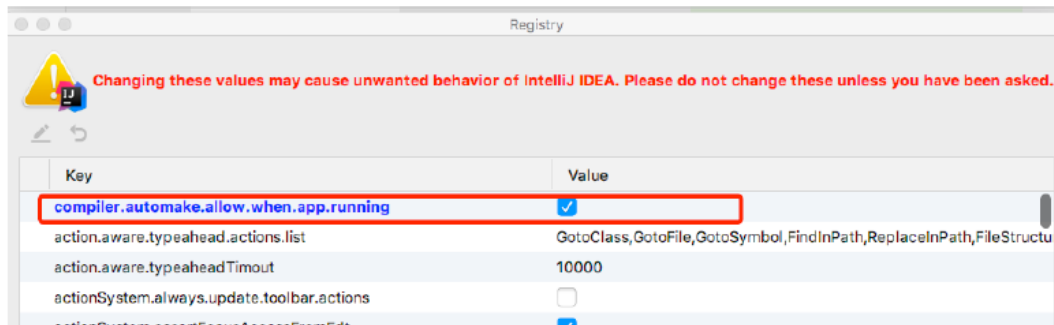 Registry
Changing these values may cause unwanted behavior of IntelliJ IDEA. Please do not change these unless you have been asked.
IJ
Key Value
compiler.automake.allow.when.app.running
action.aware.typeahead.actions.list GotoClass,GotoFile,GotoSymbol,FindInPath,ReplaceInPath,FileStructu
action.aware.typeaheadTimout 10000
actionSystem.always.update.toolbar.actions